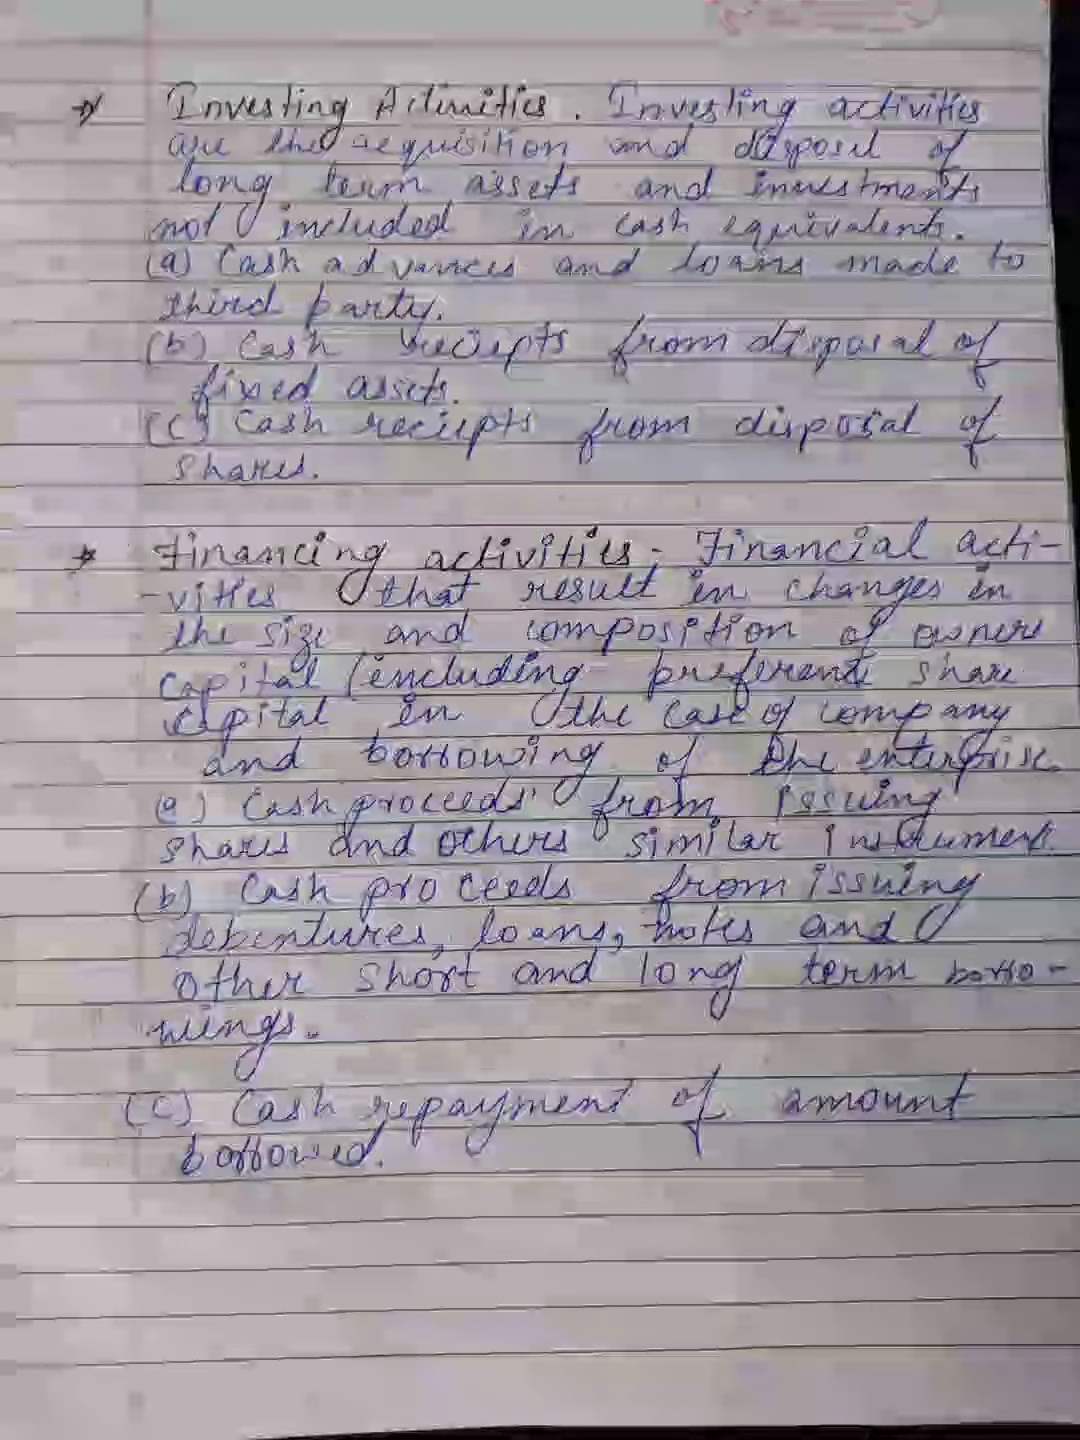 Investing Activities. Investing activities
are the acquisition and disposal of
long term assets and investments
not included in cash equivalents.
(a) Cash advances and loans made to
third party.
(b) Cash reciepts from disposal of
fixed assets.
(c) Cash reciepts from disposal of
shares.
* Financing activities. Financial acti-
-vities that result in changes in
the size and composition of owners
capital (including preference share
capital in the case of company
and borrowing of the enterprise.
(a) Cash proceeds from issuing
shares and others similar instrument.
(b) Cash proceeds from issuing
debentures, loans, notes and
other short and long term borro-
wings.
(c) Cash repayment of amount
borrowed.